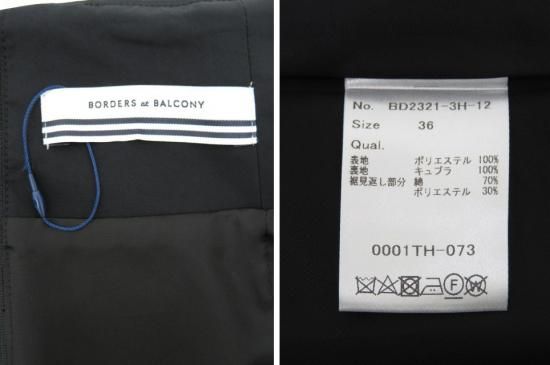 BORDERS at BALCONY
No. BD2321-3H-12
Size 36
Qual.
表地 ポリエステル 100%
裏地 キュプラ 100%
裾見返し部分 綿 70%
ポリエステル 30%
0001TH-073